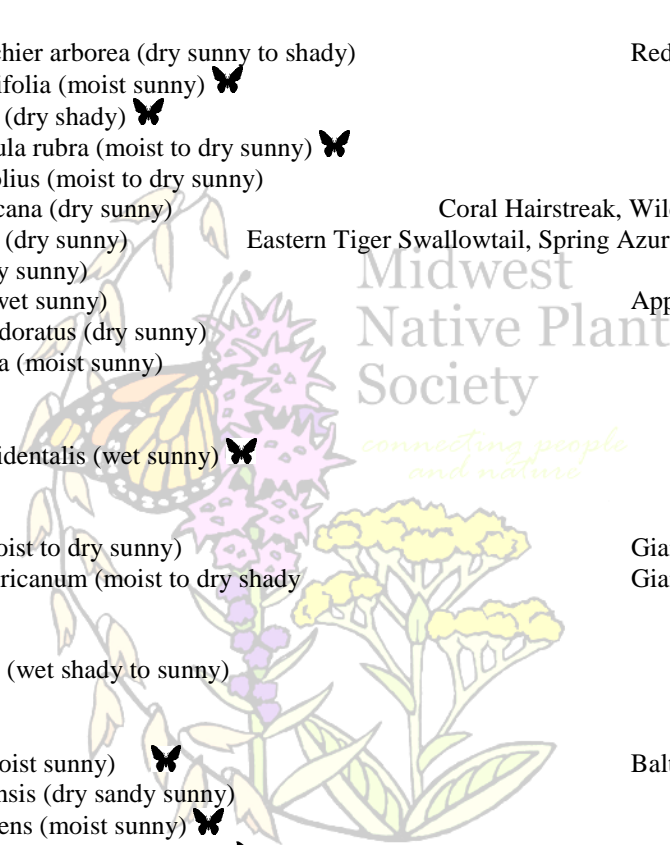 chier arborea (dry sunny to shady) Red
ifolia (moist sunny)
(dry shady)
ula rubra (moist to dry sunny)
olius (moist to dry sunny)
cana (dry sunny) Coral Hairstreak, Wil
(dry sunny) Eastern Tiger Swallowtail, Spring Azur
y sunny)
wet sunny) App
doratus (dry sunny)
a (moist sunny)
Midwest
Native Plant
Society
connecting people
and nature
identalis (wet sunny)
oist to dry sunny) Gia
ricanum (moist to dry shady Gia
(wet shady to sunny)
oist sunny) Balt
nsis (dry sandy sunny)
ens (moist sunny)